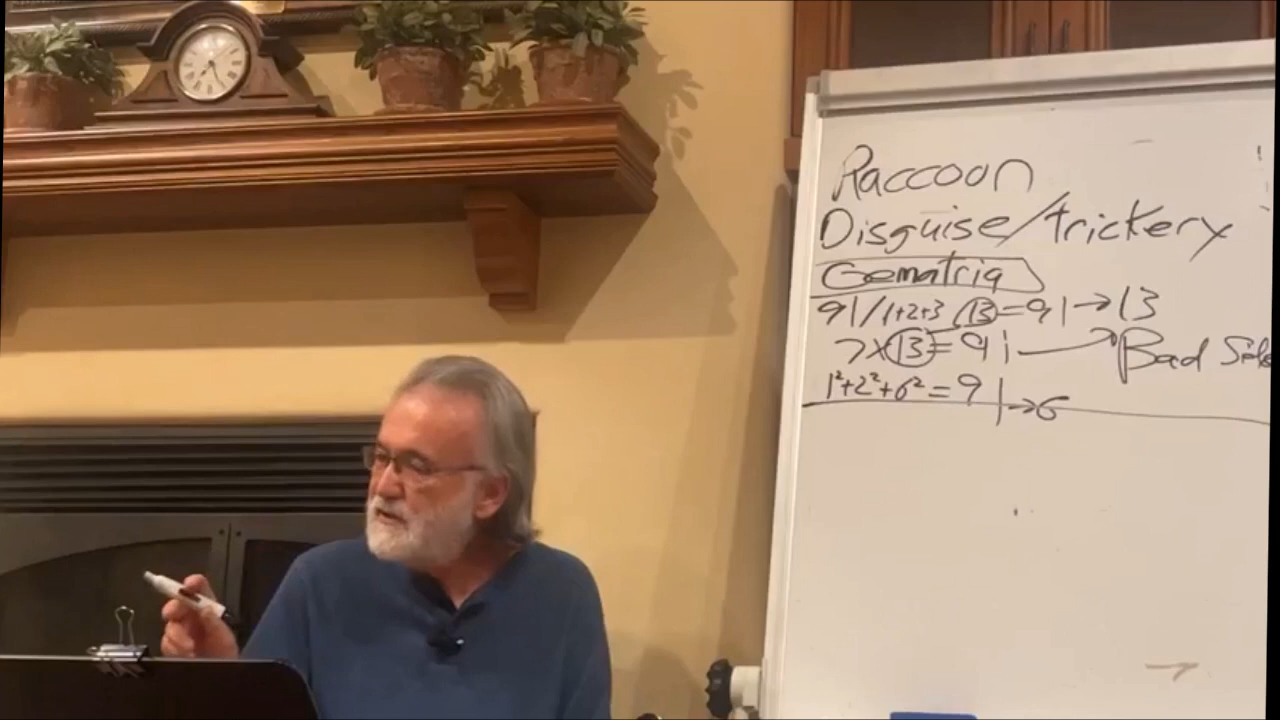 Raccoon
Disguise/trickery
Gematria
91/1+2+3 13=91→13
7×13=91→Bad Side
1²+2²+6²=91→6